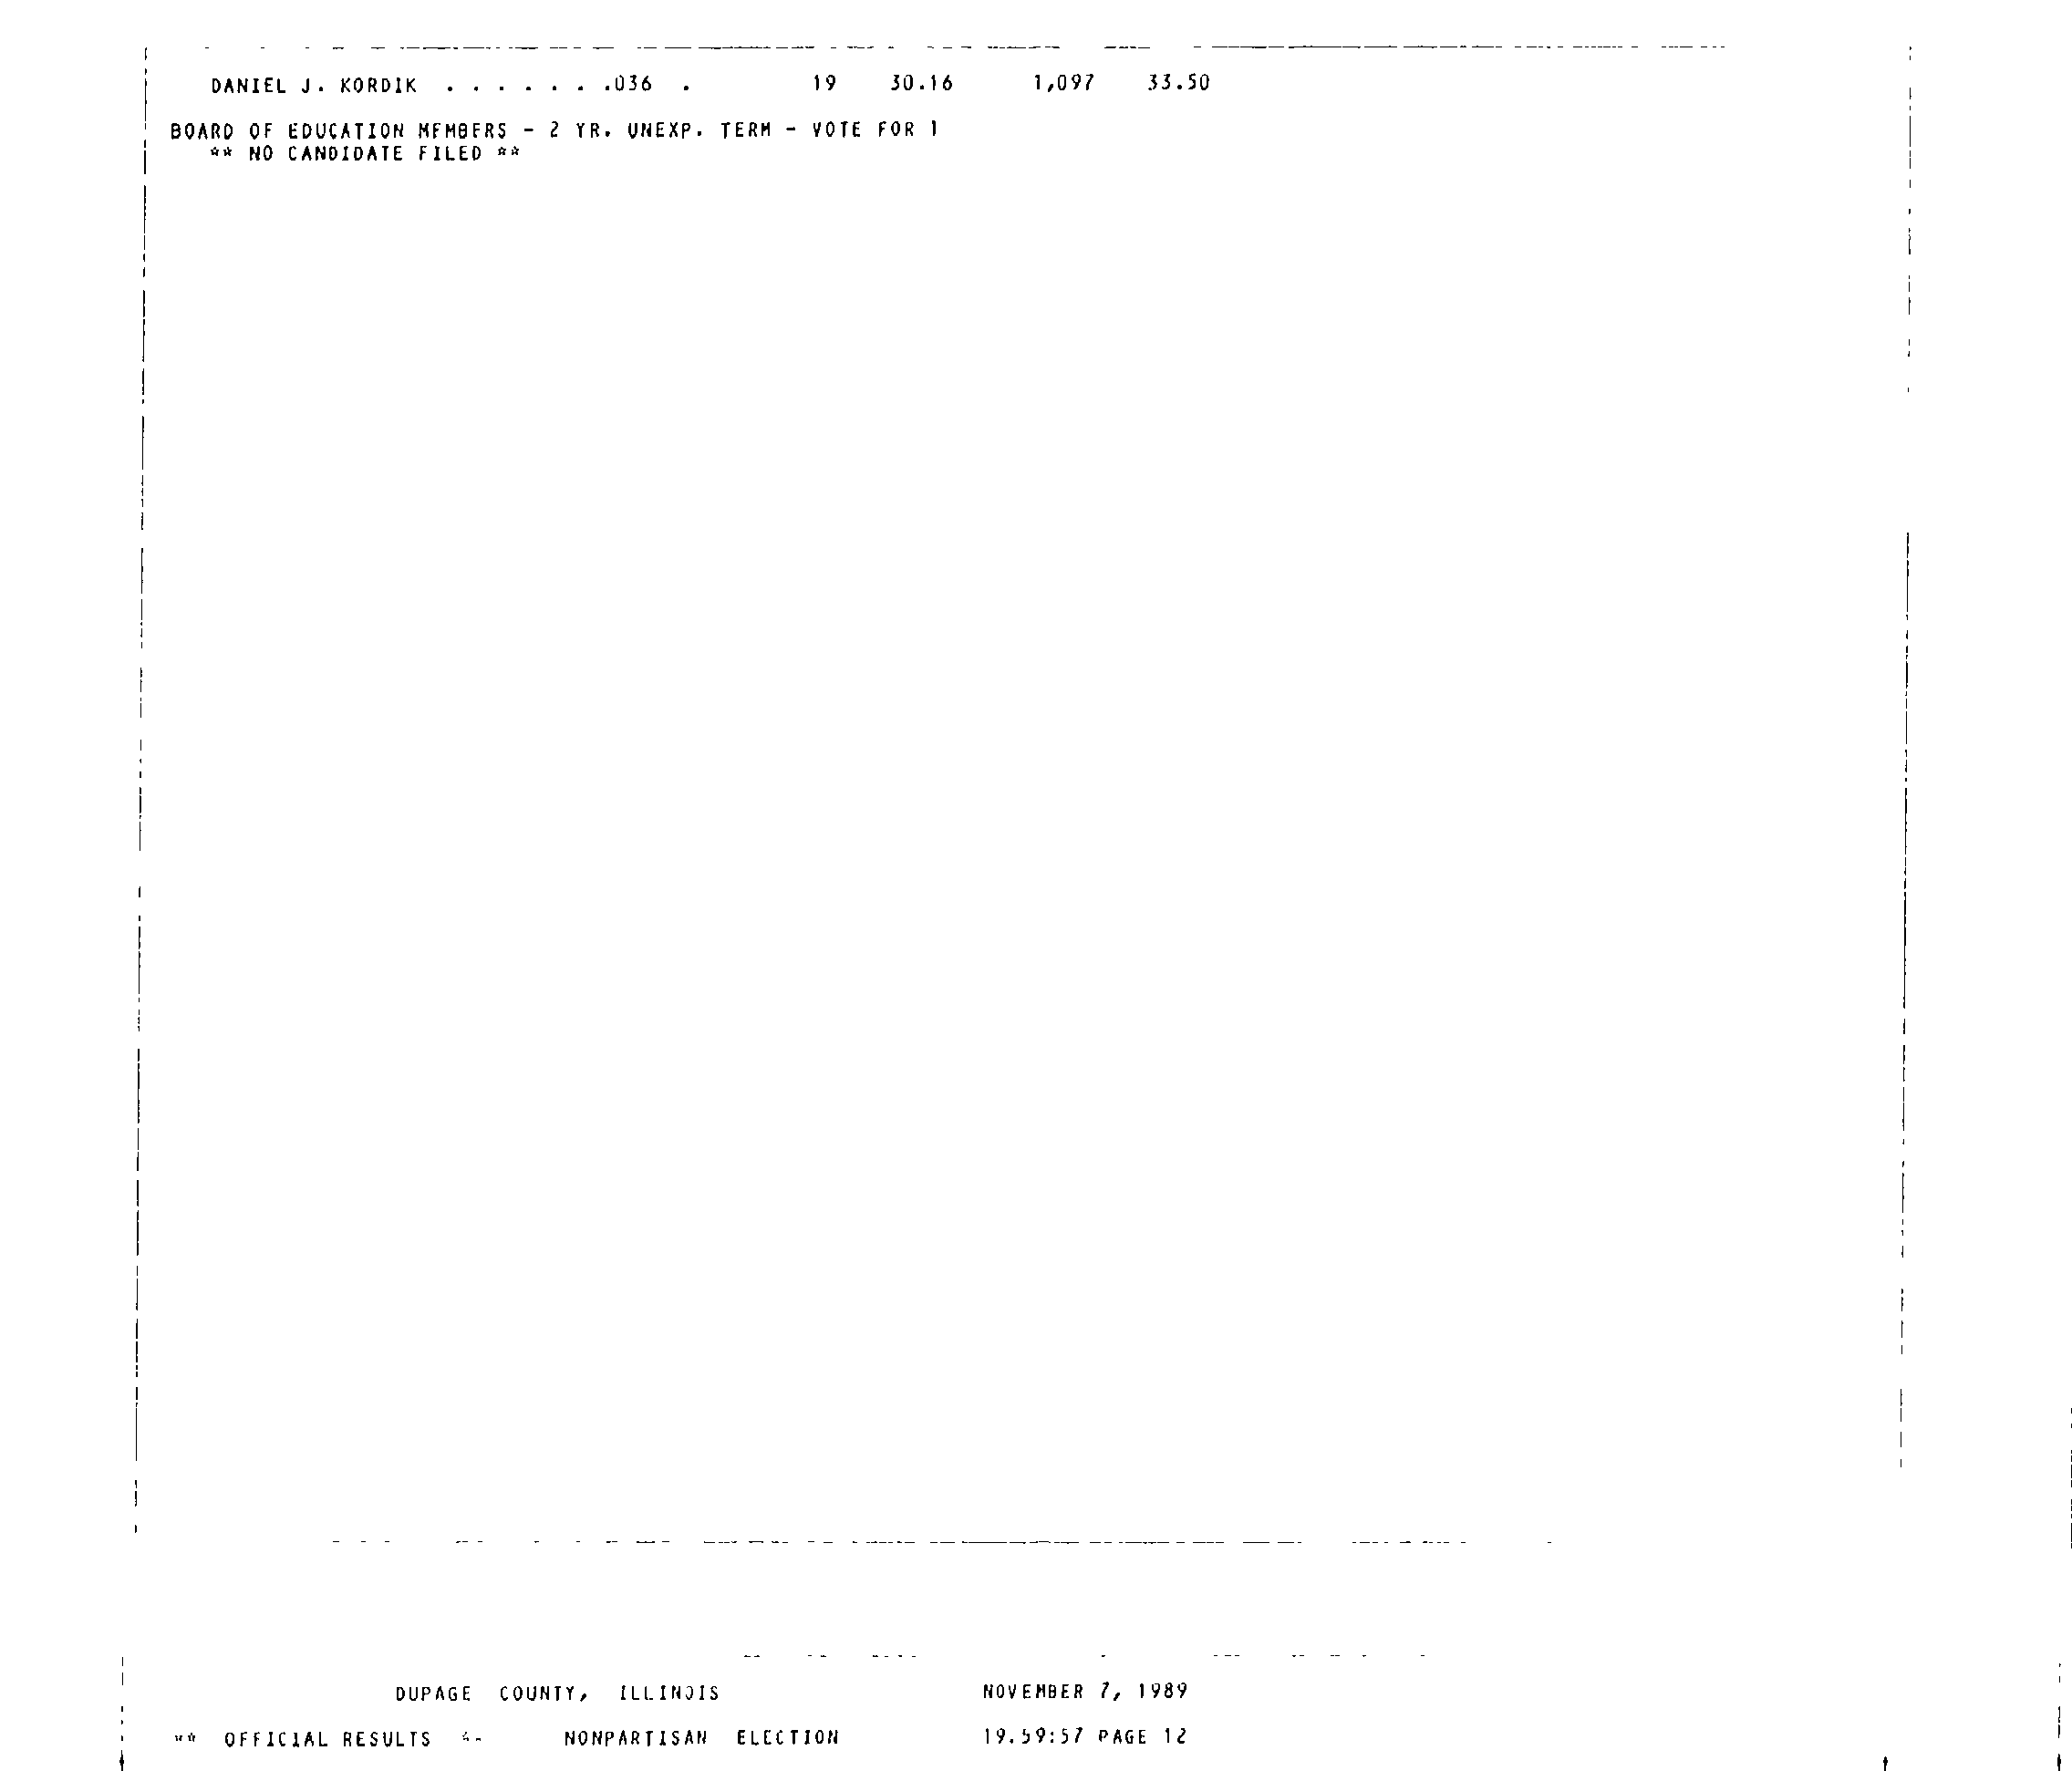 DANIEL J. KORDIK . . . . . . .036 . 19 30.16 1,097 33.50
BOARD OF EDUCATION MEMBERS - 2 YR. UNEXP. TERM - VOTE FOR 1
** NO CANDIDATE FILED **
DUPAGE COUNTY, ILLINOIS NOVEMBER 7, 1989
** OFFICIAL RESULTS ** NONPARTISAN ELECTION 19.59:57 PAGE 12